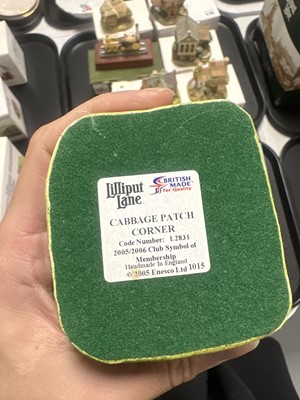 Lilliput
Lane
BRITISH
MADE
for Quality
CABBAGE PATCH
CORNER
Code Number: L2831
2005/2006 Club Symbol of
Membership
Handmade In England
© 2005 Enesco Ltd 1015